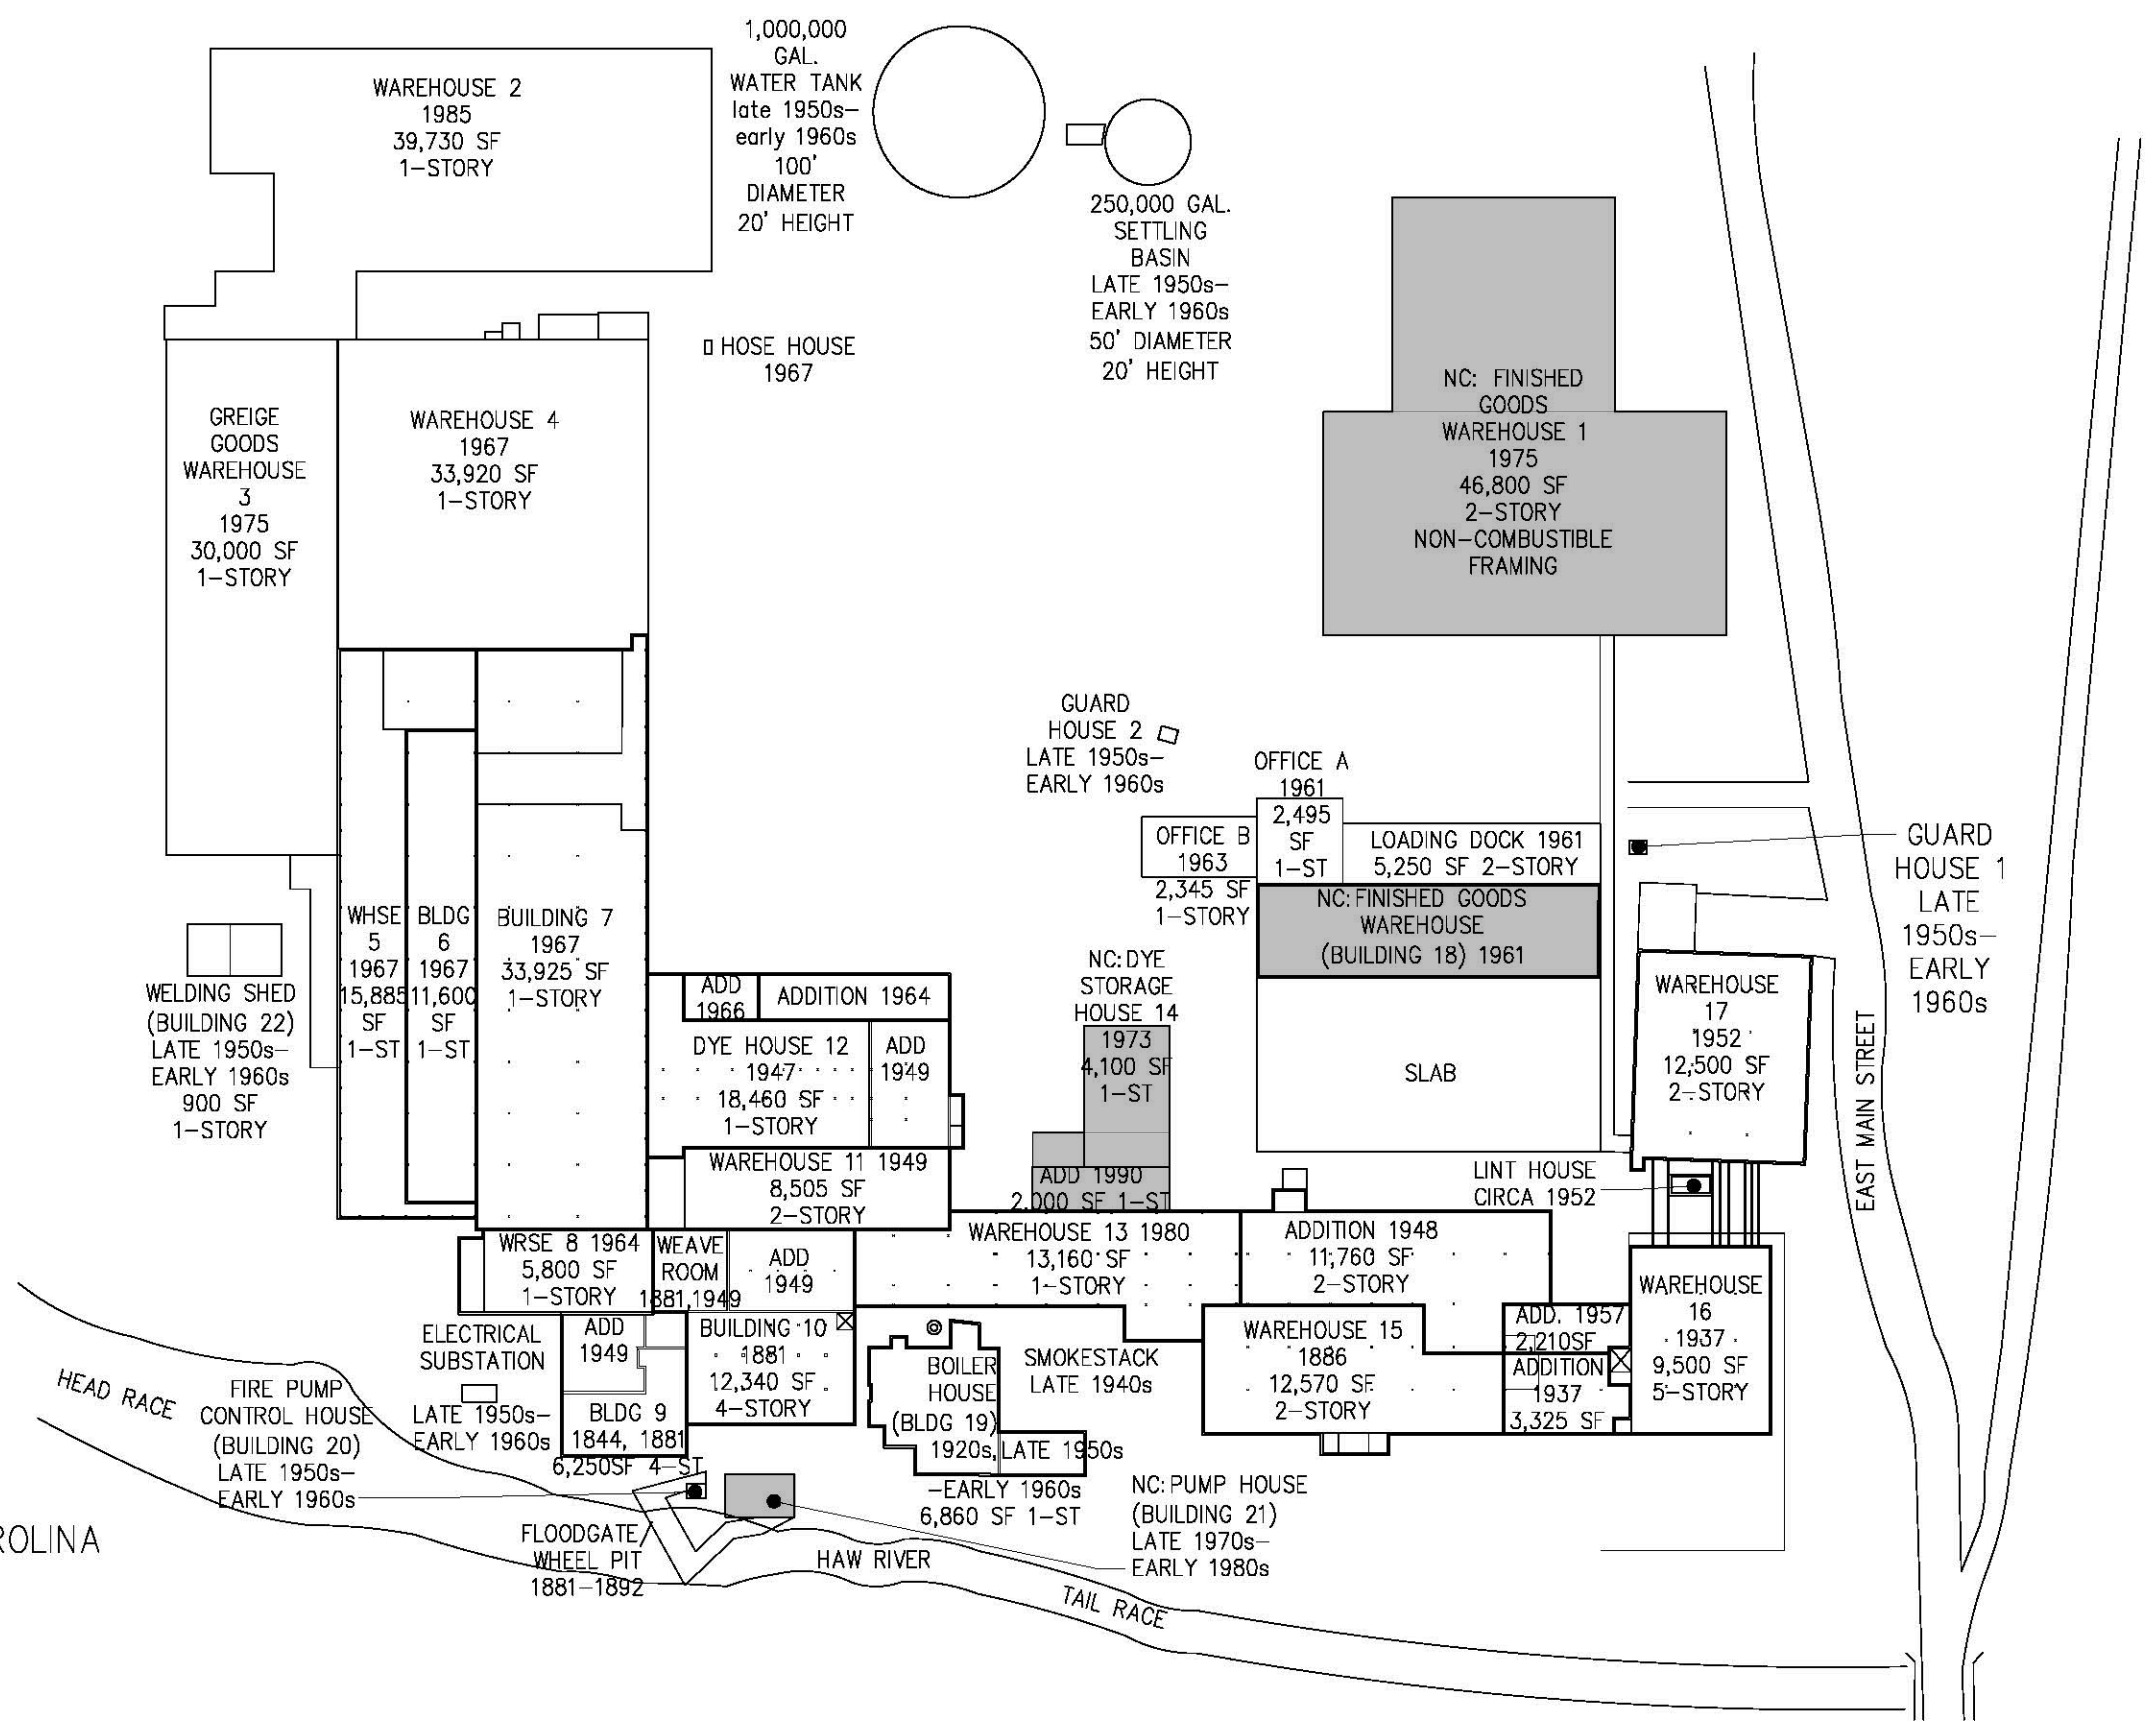 1,000,000
GAL.
WATER TANK
late 1950s-
early 1960s
100'
DIAMETER
20' HEIGHT
WAREHOUSE 2
1985
39,730 SF
1-STORY
250,000 GAL.
SETTLING
BASIN
LATE 1950s-
EARLY 1960s
50' DIAMETER
20' HEIGHT
HOSE HOUSE
1967
NC: FINISHED
GOODS
WAREHOUSE 1
1975
46,800 SF
2-STORY
NON-COMBUSTIBLE
FRAMING
GREIGE
GOODS
WAREHOUSE
3
1975
30,000 SF
1-STORY
WAREHOUSE 4
1967
33,920 SF
1-STORY
GUARD
HOUSE 2
LATE 1950s-
EARLY 1960s
OFFICE A
1961
2,495
SF
1-ST
OFFICE B
1963
2,345 SF
1-STORY
LOADING DOCK 1961
5,250 SF 2-STORY
GUARD
HOUSE 1
LATE
1950s-
EARLY
1960s
NC:FINISHED GOODS
WAREHOUSE
(BUILDING 18) 1961
WHSE
5
1967
15,885
SF
1-ST
BLDG
6
1967
11,600
SF
1-ST
BUILDING 7
1967
33,925 SF
1-STORY
WELDING SHED
(BUILDING 22)
LATE 1950s-
EARLY 1960s
900 SF
1-STORY
ADD
1966
ADDITION 1964
DYE HOUSE 12
1947
18,460 SF
1-STORY
ADD
1949
NC:DYE
STORAGE
HOUSE 14
1973
4,100 SF
1-ST
SLAB
WAREHOUSE
17
1952
12,500 SF
2-STORY
EAST MAIN STREET
WAREHOUSE 11 1949
8,505 SF
2-STORY
ADD 1990
2,000 SF 1-ST
LINT HOUSE
CIRCA 1952
WRSE 8 1964
5,800 SF
1-STORY
WEAVE
ROOM
1881,1949
ADD
1949
WAREHOUSE 13 1980
13,160 SF
1-STORY
ADDITION 1948
11,760 SF
2-STORY
WAREHOUSE
16
1937
9,500 SF
5-STORY
ADD. 1957
2,210SF
ADDITION
1937
3,325 SF
ELECTRICAL
SUBSTATION
LATE 1950s-
EARLY 1960s
ADD
1949
BLDG 9
1844, 1881
6,250SF 4-ST
BUILDING 10
1881
12,340 SF
4-STORY
BOILER
HOUSE
(BLDG 19)
1920s, LATE 1950s
-EARLY 1960s
6,860 SF 1-ST
SMOKESTACK
LATE 1940s
WAREHOUSE 15
1886
12,570 SF
2-STORY
HEAD RACE
FIRE PUMP
CONTROL HOUSE
(BUILDING 20)
LATE 1950s-
EARLY 1960s
NC:PUMP HOUSE
(BUILDING 21)
LATE 1970s-
EARLY 1980s
FLOODGATE/
WHEEL PIT
1881-1892
HAW RIVER
TAIL RACE
ROLINA